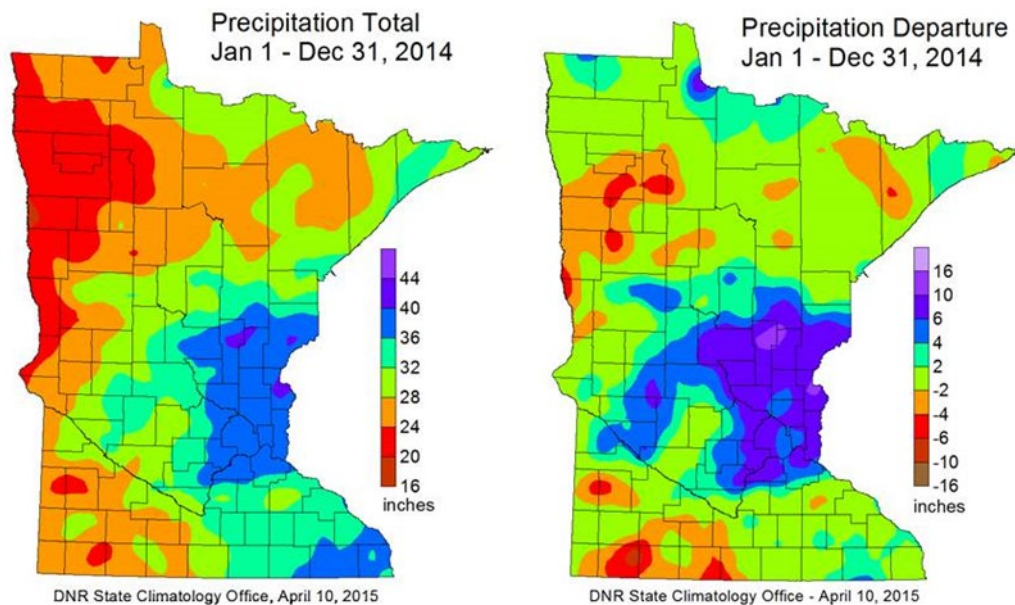 Precipitation Total
Jan 1 - Dec 31, 2014
44
40
36
32
28
24
20
16
inches
DNR State Climatology Office, April 10, 2015
Precipitation Departure
Jan 1 - Dec 31, 2014
16
10
6
4
2
-2
-4
-6
-10
-16
inches
DNR State Climatology Office - April 10, 2015